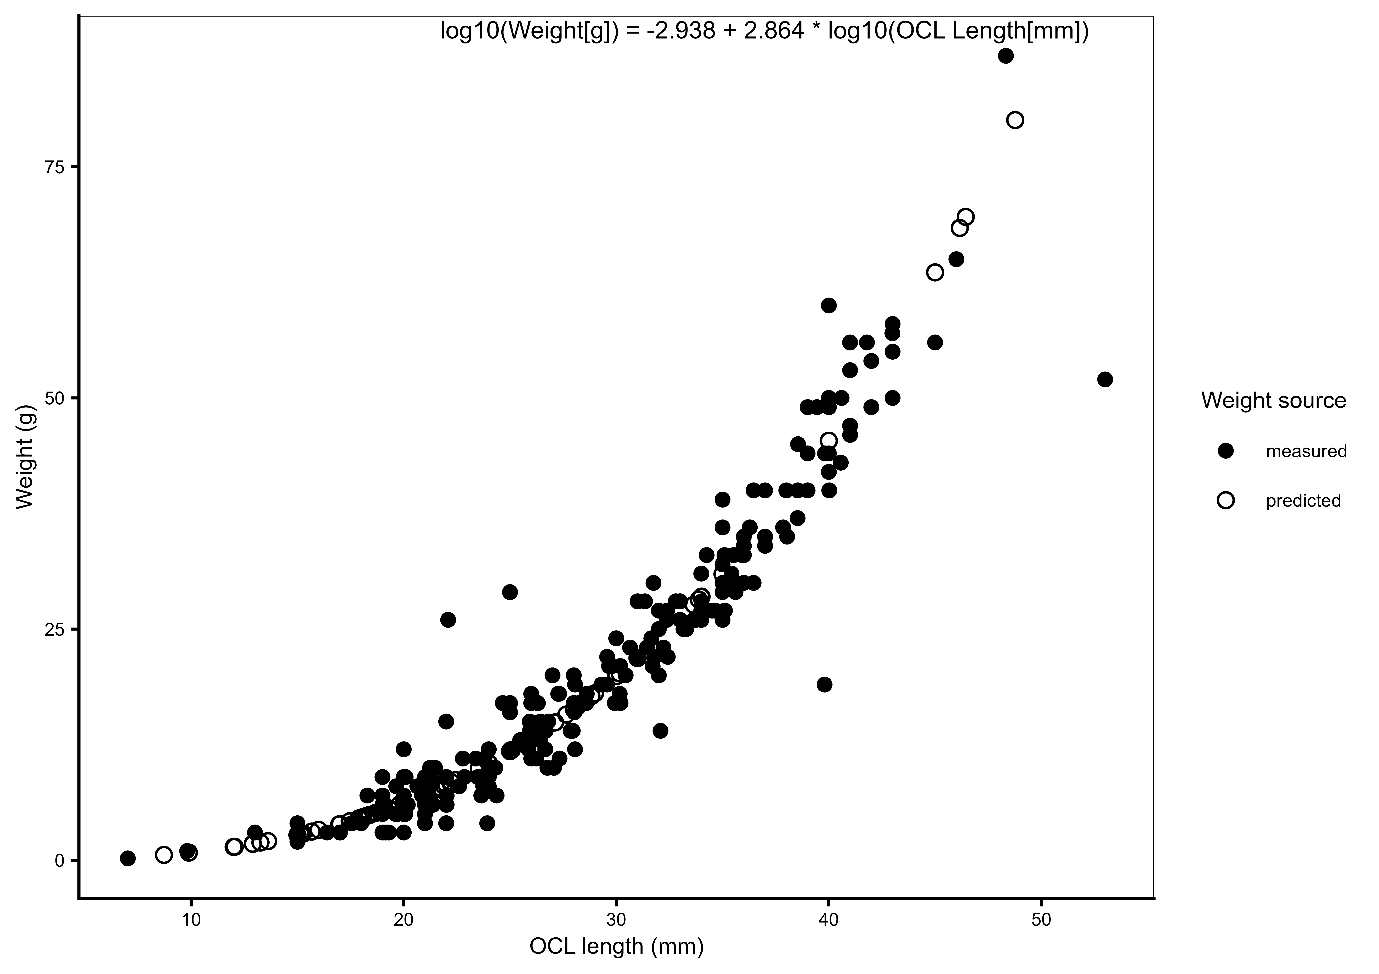 log10(Weight[g]) = -2.938 + 2.864 * log10(OCL Length[mm])
75
50
25
0
Weight (g)
10
20
30
40
50
OCL length (mm)
Weight source
measured
predicted